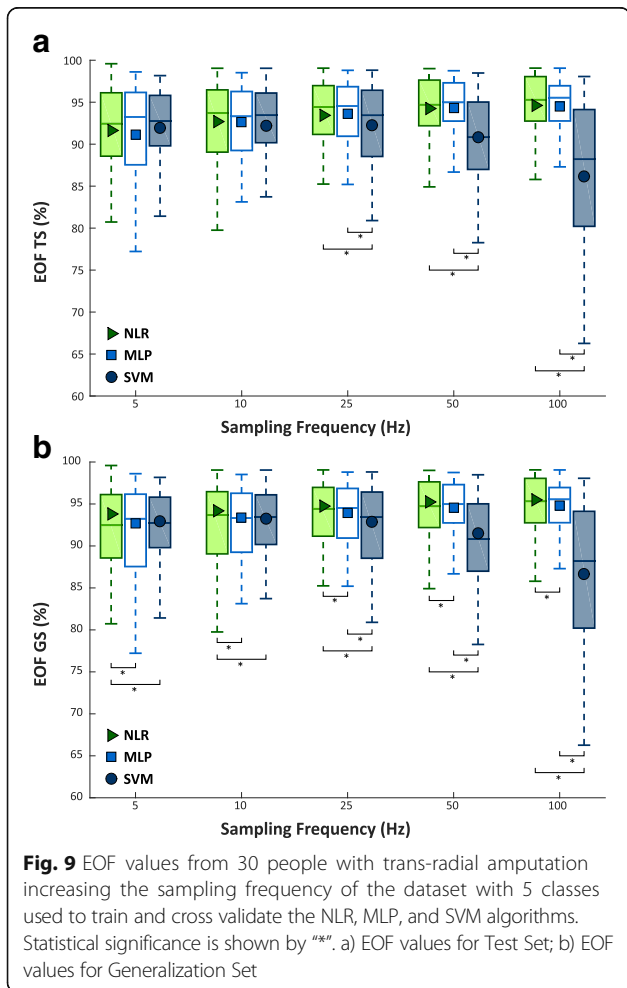 a
100
95
90
85
80
75
70
95
60
EOF TS (%)
*
*
*
*
*
*
NLR
MLP
SVM
5 10 25 50 100
Sampling Frequency (Hz)
b
100
95
90
85
80
75
70
65
60
EOF GS (%)
*
*
*
*
*
*
*
*
*
*
*
*
*
NLR
MLP
SVM
5 10 25 50 100
Sampling Frequency (Hz)
Fig. 9 EOF values from 30 people with trans-radial amputation
increasing the sampling frequency of the dataset with 5 classes
used to train and cross validate the NLR, MLP, and SVM algorithms.
Statistical significance is shown by “*”. a) EOF values for Test Set; b) EOF
values for Generalization Set